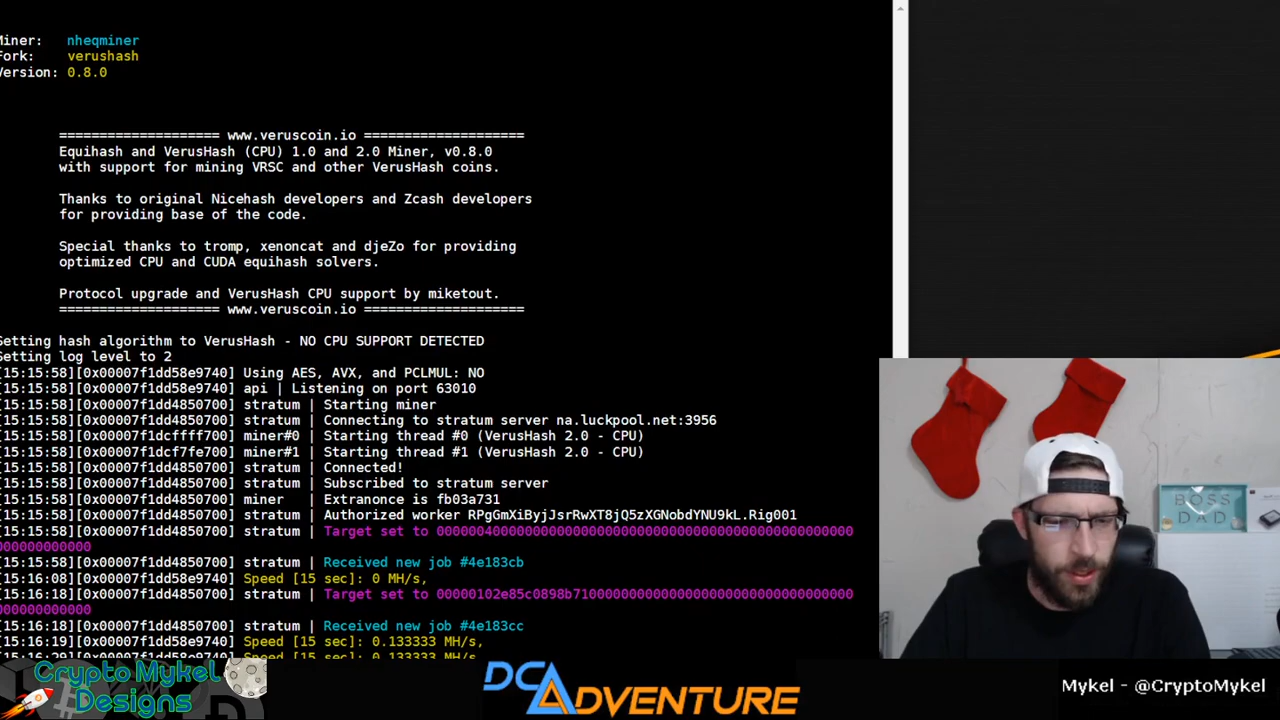 Miner: nheqminer
Fork: verushash
Version: 0.8.0
==================== www.veruscoin.io ====================
Equihash and VerusHash (CPU) 1.0 and 2.0 Miner, v0.8.0
with support for mining VRSC and other VerusHash coins.
Thanks to original Nicehash developers and Zcash developers
for providing base of the code.
Special thanks to tromp, xenoncat and djeZo for providing
optimized CPU and CUDA equihash solvers.
Protocol upgrade and VerusHash CPU support by miketout.
==================== www.veruscoin.io ====================
Setting hash algorithm to VerusHash - NO CPU SUPPORT DETECTED
Setting log level to 2
[15:15:58][0x00007f1dd58e9740] Using AES, AVX, and PCLMUL: NO
[15:15:58][0x00007f1dd58e9740] api | Listening on port 63010
[15:15:58][0x00007f1dd4850700] stratum | Starting miner
[15:15:58][0x00007f1dd4850700] stratum | Connecting to stratum server na.luckpool.net:3956
[15:15:58][0x00007f1dcffff700] miner#0 | Starting thread #0 (VerusHash 2.0 - CPU)
[15:15:58][0x00007f1dcf7fe700] miner#1 | Starting thread #1 (VerusHash 2.0 - CPU)
[15:15:58][0x00007f1dd4850700] stratum | Connected!
[15:15:58][0x00007f1dd4850700] stratum | Subscribed to stratum server
[15:15:58][0x00007f1dd4850700] miner | Extranonce is fb03a731
[15:15:58][0x00007f1dd4850700] stratum | Authorized worker RPgGmXiByjJsrRwXT8jQ5zXGNobdYNU9kL.Rig001
[15:15:58][0x00007f1dd4850700] stratum | Target set to 0000004000000000000000000000000000000000000000000000
000000000000
[15:15:58][0x00007f1dd4850700] stratum | Received new job #4e183cb
[15:16:08][0x00007f1dd58e9740] Speed [15 sec]: 0 MH/s,
[15:16:18][0x00007f1dd4850700] stratum | Target set to 00000102e85c0898b71000000000000000000000000000000000
000000000000
[15:16:18][0x00007f1dd4850700] stratum | Received new job #4e183cc
[15:16:19][0x00007f1dd58e9740] Speed [15 sec]: 0.133333 MH/s,
[15:16:29][0x00007f1dd58e9740] Speed [15 sec]: 0.133333 MH/s,
BOSS
DAD
Crypto Mykel
Designs
DCADVENTURE
Mykel - @CryptoMykel